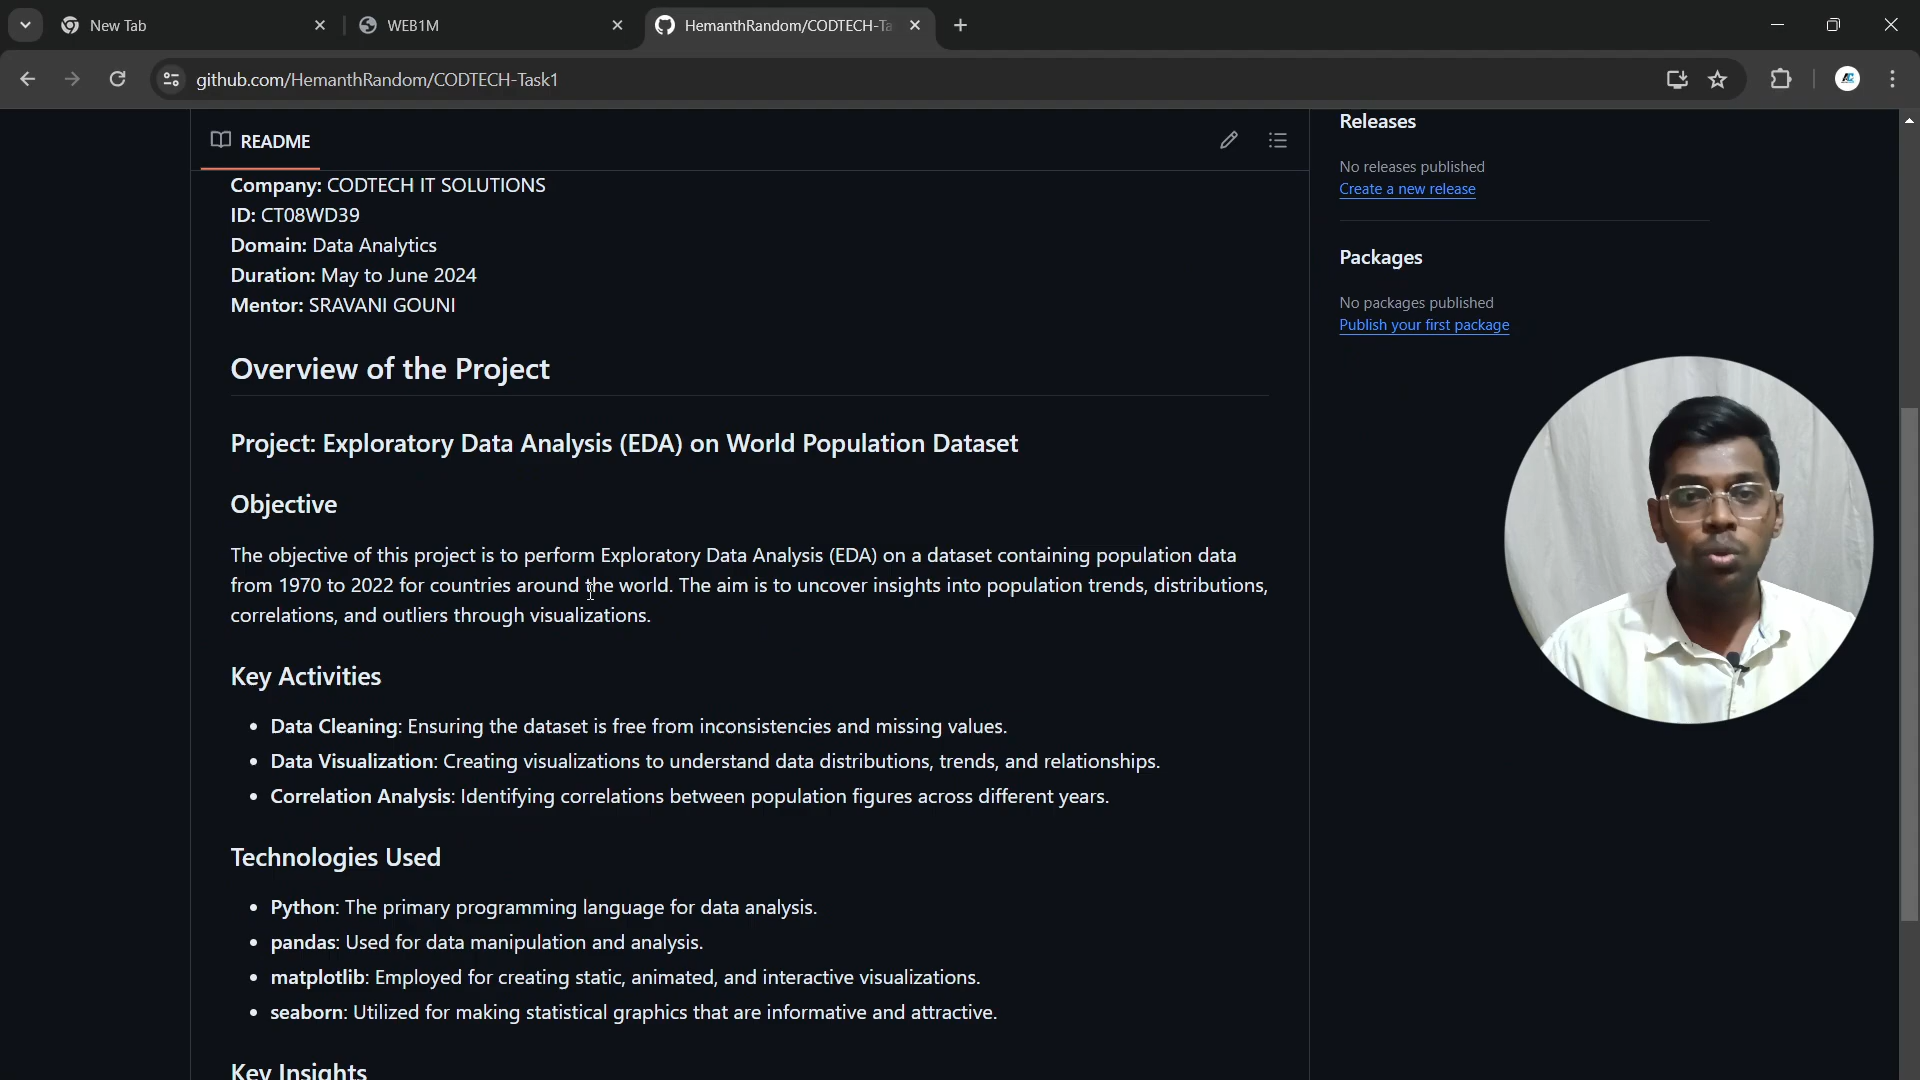 New Tab
WEB1M
HemanthRandom/CODTECH-Ta
github.com/HemanthRandom/CODTECH-Task1
README
Company: CODTECH IT SOLUTIONS
ID: CT08WD39
Domain: Data Analytics
Duration: May to June 2024
Mentor: SRAVANI GOUNI
Overview of the Project
Project: Exploratory Data Analysis (EDA) on World Population Dataset
Objective
The objective of this project is to perform Exploratory Data Analysis (EDA) on a dataset containing population data
from 1970 to 2022 for countries around the world. The aim is to uncover insights into population trends, distributions,
correlations, and outliers through visualizations.
Key Activities
• Data Cleaning: Ensuring the dataset is free from inconsistencies and missing values.
• Data Visualization: Creating visualizations to understand data distributions, trends, and relationships.
• Correlation Analysis: Identifying correlations between population figures across different years.
Technologies Used
• Python: The primary programming language for data analysis.
• pandas: Used for data manipulation and analysis.
• matplotlib: Employed for creating static, animated, and interactive visualizations.
• seaborn: Utilized for making statistical graphics that are informative and attractive.
Key Insights
Releases
No releases published
Create a new release
Packages
No packages published
Publish your first package